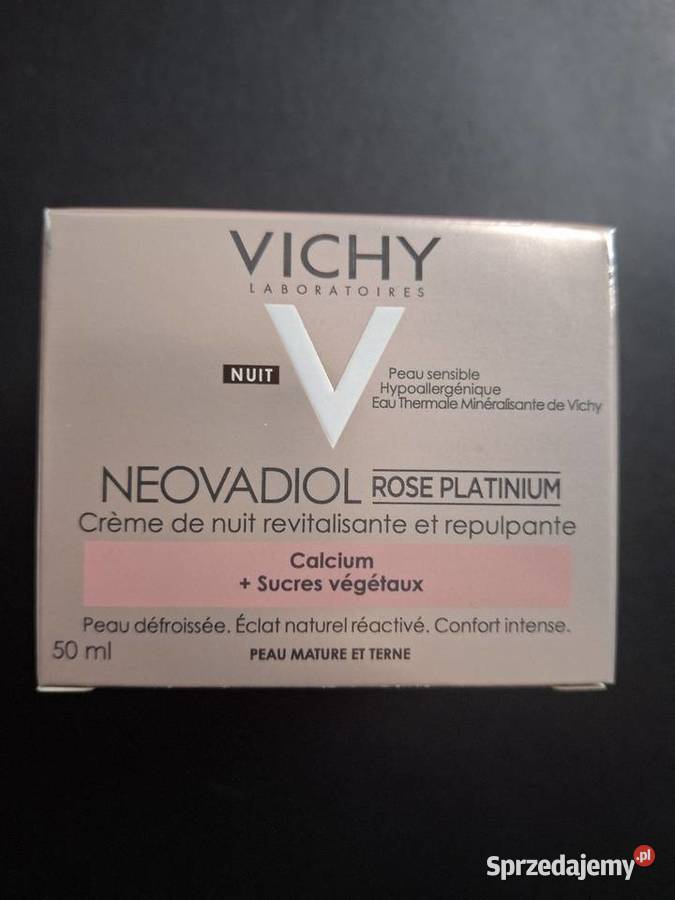 VICHY
LABORATOIRES
NUIT
Peau sensible
Hypoallergénique
Eau Thermale Minéralisante de Vichy
NEOVADIOL ROSE PLATINIUM
Crème de nuit revitalisante et repulpante
Calcium
+ Sucres végétaux
Peau défroissée. Éclat naturel réactivé. Confort intense.
50 ml
PEAU MATURE ET TERNE
Sprzedajemy.pl